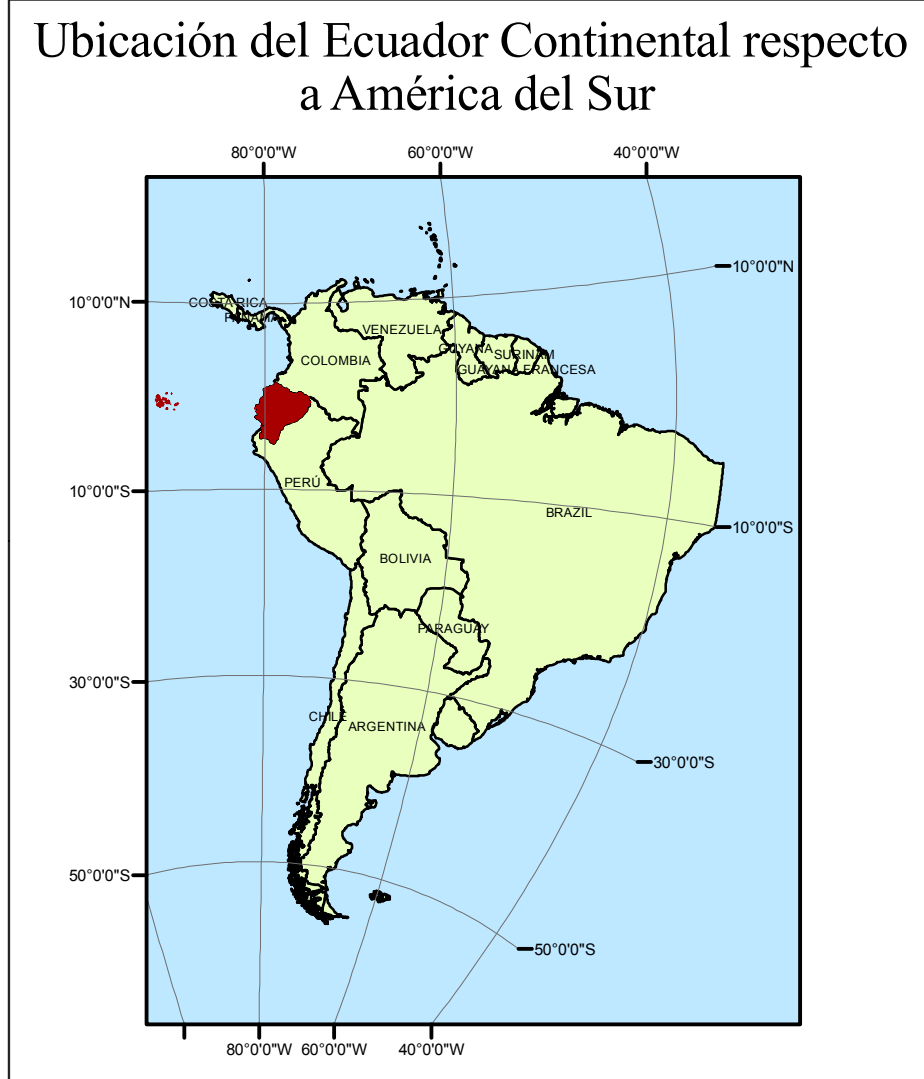 Ubicación del Ecuador Continental respecto
a América del Sur
80°0'0"W 60°0'0"W 40°0'0"W
10°0'0"N
10°0'0"N
COSTA RICA
PANAMA
VENEZUELA
GUYANA
SURINAM
COLOMBIA
GUAYANA FRANCESA
PERÚ
10°0'0"S
BRAZIL
10°0'0"S
BOLIVIA
PARAGUAY
30°0'0"S
CHILE
ARGENTINA
30°0'0"S
50°0'0"S
50°0'0"S
80°0'0"W 60°0'0"W 40°0'0"W